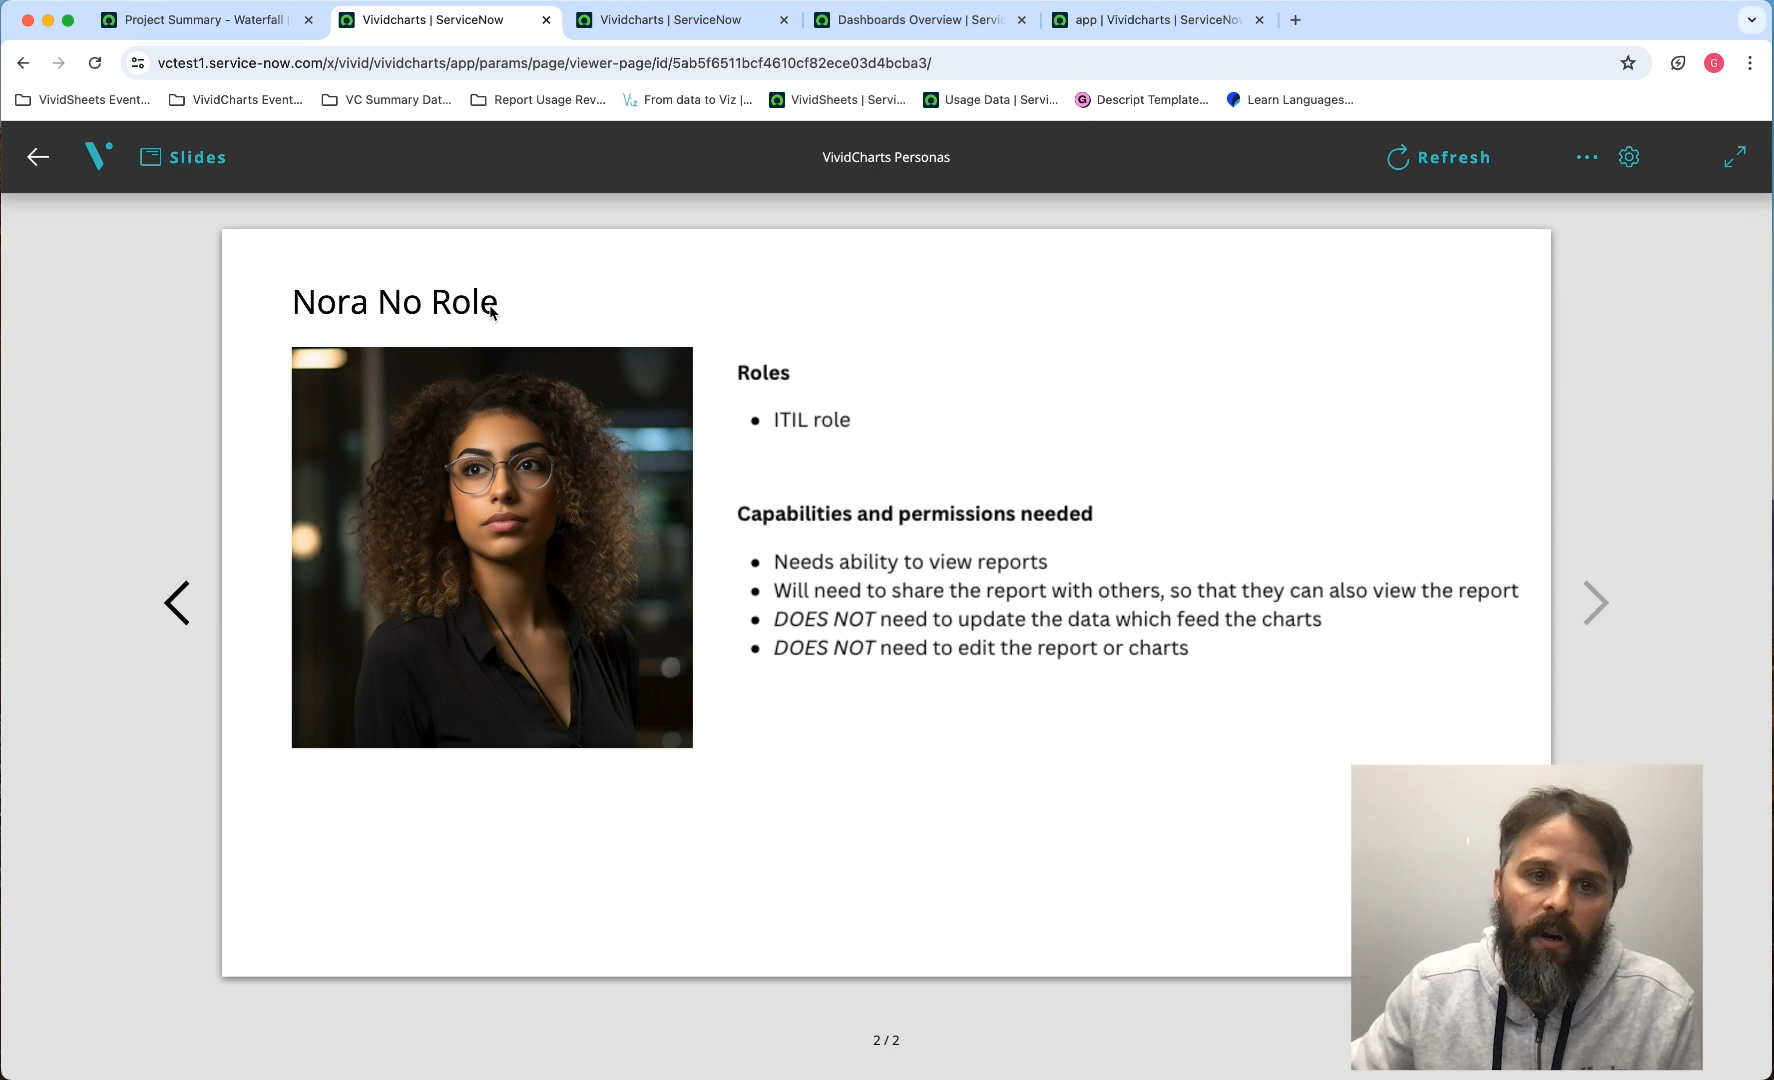 Project Summary - Waterfall
Vividcharts | ServiceNow
Vividcharts | ServiceNow
Dashboards Overview | Servic
app | Vividcharts | ServiceNo
vctest1.service-now.com/x/vivid/vividcharts/app/params/page/viewer-page/id/5ab5f6511bcf4610cf82ece03d4bcba3/
G
VividSheets Event...
VividCharts Event...
VC Summary Dat...
Report Usage Rev...
From data to Viz |...
VividSheets | Servi...
Usage Data | Servi...
Descript Template...
Learn Languages...
Slides
VividCharts Personas
Refresh
Nora No Role
Roles
• ITIL role
Capabilities and permissions needed
• Needs ability to view reports
• Will need to share the report with others, so that they can also view the report
• DOES NOT need to update the data which feed the charts
• DOES NOT need to edit the report or charts
2 / 2